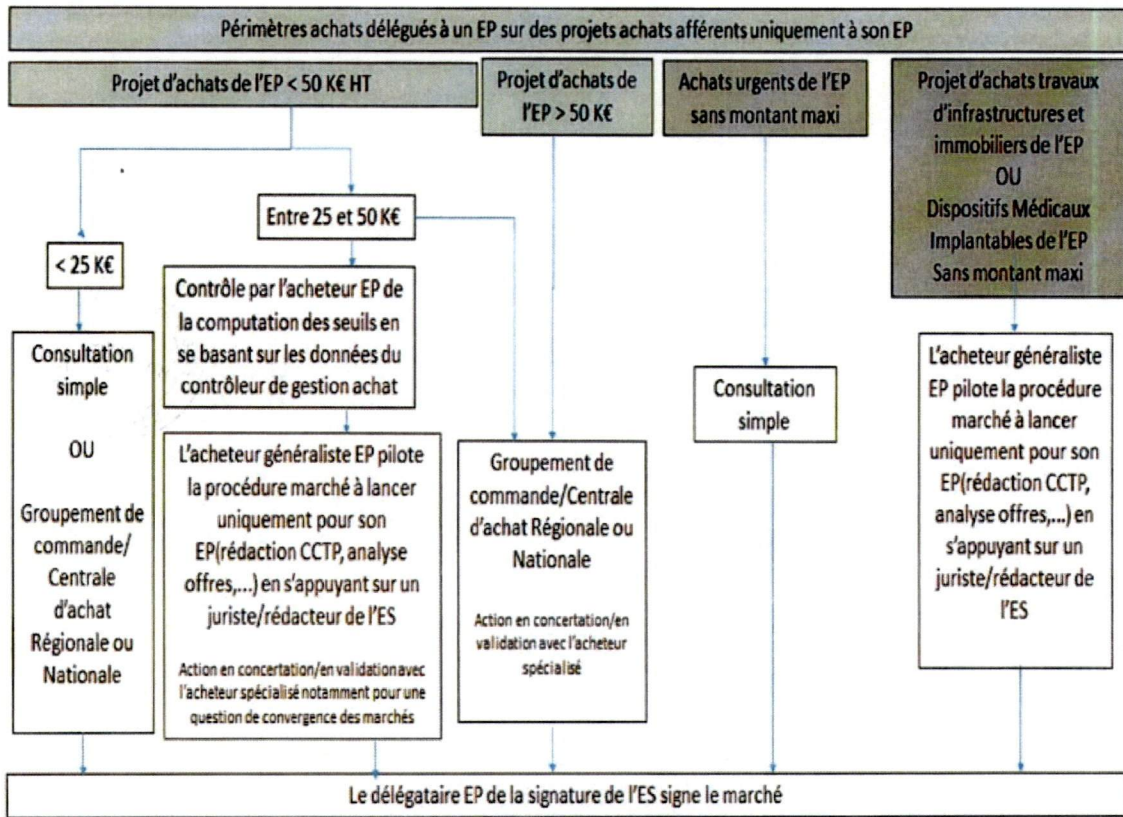 Périmètres achats délégués à un EP sur des projets achats afférents uniquement à son EP
Projet d'achats de l'EP < 50 K€ HT
Projet d'achats de
l'EP > 50 K€
Achats urgents de l'EP
sans montant maxi
Projet d'achats travaux
d'infrastructures et
immobiliers de l'EP
OU
Dispositifs Médicaux
Implantables de l'EP
Sans montant maxi
< 25 K€
Entre 25 et 50 K€
Consultation
simple
OU
Groupement de
commande/
Centrale
d'achat
Régionale ou
Nationale
Contrôle par l'acheteur EP de
la computation des seuils en
se basant sur les données du
contrôleur de gestion achat
L'acheteur généraliste EP pilote
la procédure marché à lancer
uniquement pour son
EP(rédaction CCTP, analyse
offres,...) en s'appuyant sur un
juriste/rédacteur de l'ES
Action en concertation/en validation avec
l'acheteur spécialisé notamment pour une
question de convergence des marchés
Groupement de
commande/Centrale
d'achat Régionale ou
Nationale
Action en concertation/en
validation avec l'acheteur
spécialisé
Consultation
simple
L'acheteur généraliste
EP pilote la procédure
marché à lancer
uniquement pour son
EP(rédaction CCTP,
analyse offres,...) en
s'appuyant sur un
juriste/rédacteur de
l'ES
Le délégataire EP de la signature de l'ES signe le marché